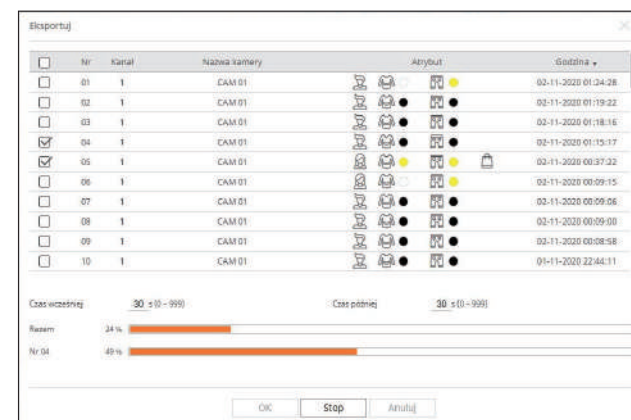 Eksportuj
Nr Kanał Nazwa kamery Atrybut Godzina
01 1 CAM 01 02-11-2020 01:24:28
02 1 CAM 01 02-11-2020 01:19:22
03 1 CAM 01 02-11-2020 01:18:16
04 1 CAM 01 02-11-2020 01:15:17
05 1 CAM 01 02-11-2020 00:37:22
06 1 CAM 01 02-11-2020 00:09:15
07 1 CAM 01 02-11-2020 00:09:06
08 1 CAM 01 02-11-2020 00:09:00
09 1 CAM 01 02-11-2020 00:08:58
10 1 CAM 01 01-11-2020 22:44:11
Czas wcześniej 30 s (0 ~ 999) Czas później 30 s (0 ~ 999)
Razem 24 %
Nr 04 49 %
OK Stop Anuluj